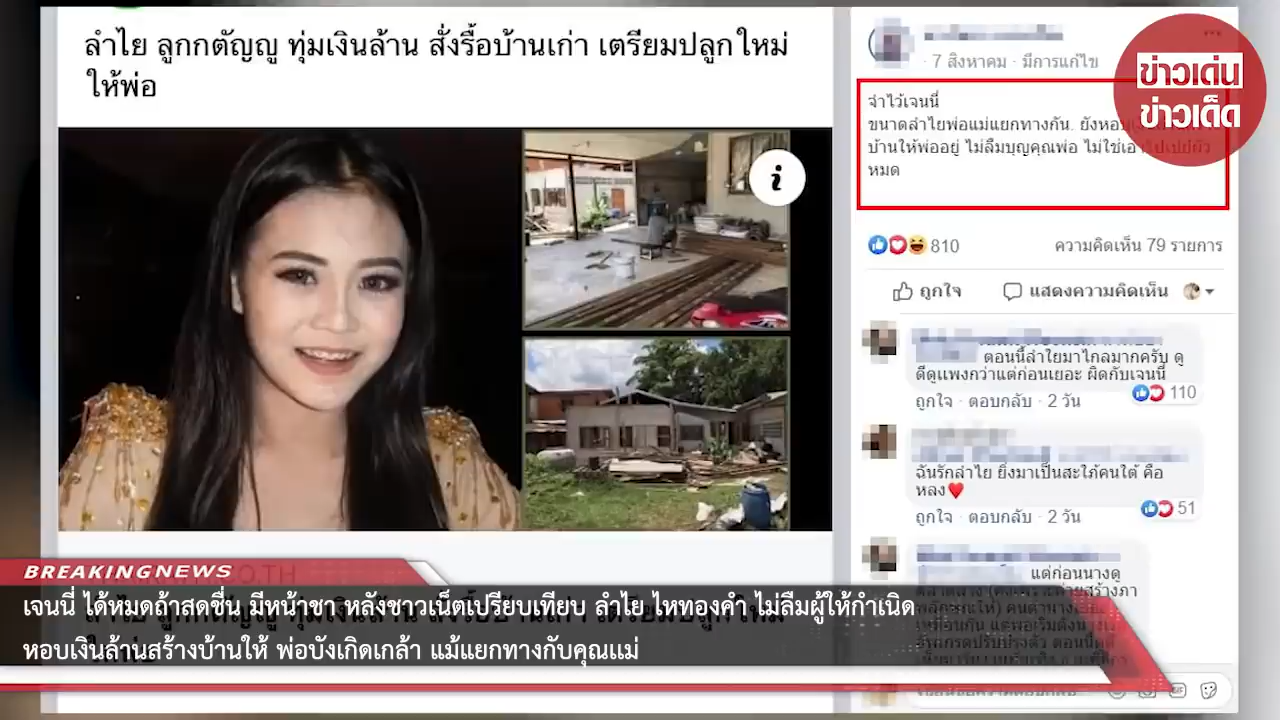 ลำไย ลูกกตัญญู ทุ่มเงินล้าน สั่งรื้อบ้านเก่า เตรียมปลูกใหม่
ให้พ่อ
7 สิงหาคม · มีการแก้ไข
ข่าวเด่น
ข่าวเด็ด
จำไว้เจนนี่
ขนาดลำไยพ่อแม่แยกทางกัน. ยังหอบ
บ้านให้พ่ออยู่ ไม่ลืมบุญคุณพ่อ ไม่ใช่เอาไปเปย์ผัว
หมด
810
ความคิดเห็น 79 รายการ
ถูกใจ
แสดงความคิดเห็น
ตอนนี้ลำไยมาไกลมากครับ ดู
ดีดูแพงกว่าแต่ก่อนเยอะ ผิดกับเจนนี่
110
ถูกใจ · ตอบกลับ · 2 วัน
ฉันรักลำไย ยิ่งมาเป็นสะใภ้คนใต้ คือ
หลง❤️
51
ถูกใจ · ตอบกลับ · 2 วัน
แต่ก่อนนางดู
BREAKING NEWS
เจนนี่ ได้หมดถ้าสดชื่น มีหน้าชา หลังชาวเน็ตเปรียบเทียบ ลำไย ไหทองคำ ไม่ลืมผู้ให้กำเนิด
หอบเงินล้านสร้างบ้านให้ พ่อบังเกิดเกล้า แม้แยกทางกับคุณแม่